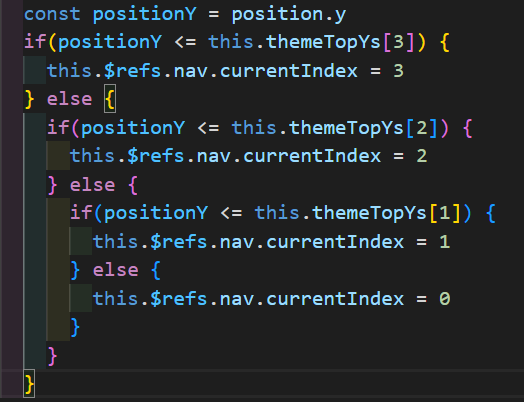 const positionY = position.y
if(positionY <= this.themeTopYs[3]) {
  this.$refs.nav.currentIndex = 3
} else {
  if(positionY <= this.themeTopYs[2]) {
    this.$refs.nav.currentIndex = 2
  } else {
    if(positionY <= this.themeTopYs[1]) {
      this.$refs.nav.currentIndex = 1
    } else {
      this.$refs.nav.currentIndex = 0
    }
  }
}